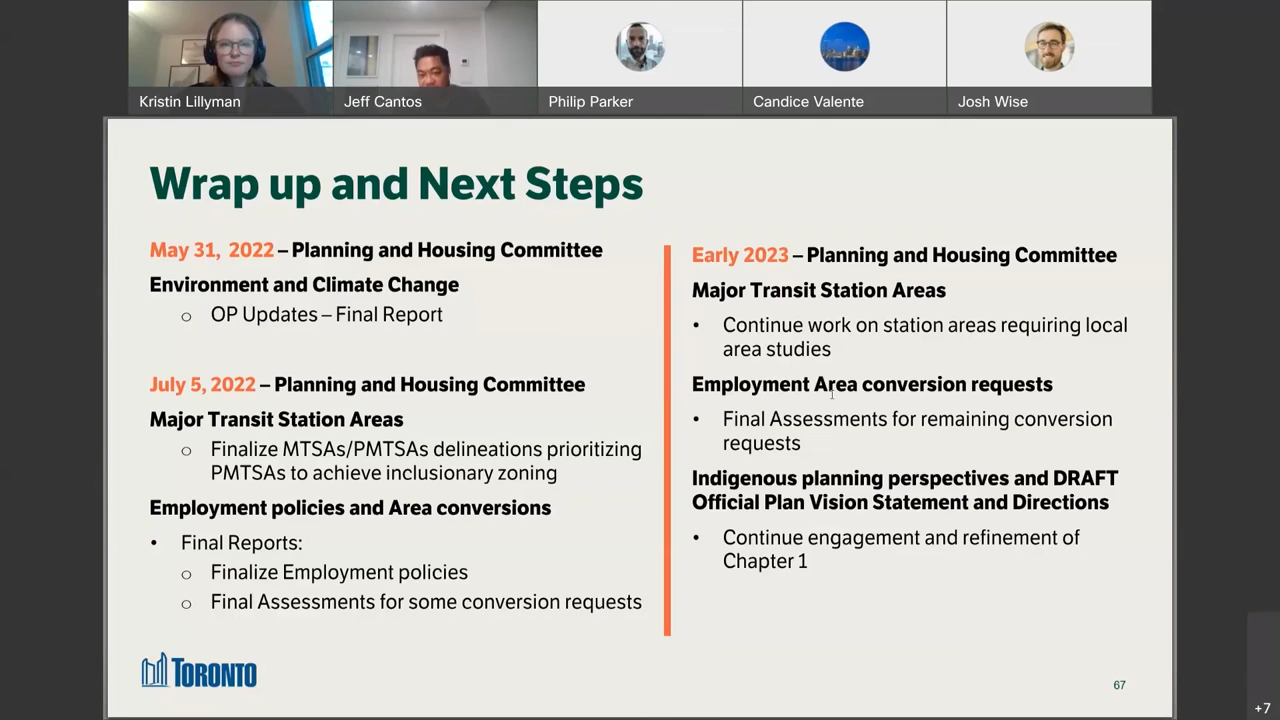 Kristin Lillyman
Jeff Cantos
Philip Parker
Candice Valente
Josh Wise
Wrap up and Next Steps
May 31, 2022 – Planning and Housing Committee
Environment and Climate Change
o OP Updates – Final Report
July 5, 2022 – Planning and Housing Committee
Major Transit Station Areas
o Finalize MTSAs/PMTSAs delineations prioritizing
PMTSAs to achieve inclusionary zoning
Employment policies and Area conversions
• Final Reports:
o Finalize Employment policies
o Final Assessments for some conversion requests
Early 2023 – Planning and Housing Committee
Major Transit Station Areas
• Continue work on station areas requiring local
area studies
Employment Area conversion requests
• Final Assessments for remaining conversion
requests
Indigenous planning perspectives and DRAFT
Official Plan Vision Statement and Directions
• Continue engagement and refinement of
Chapter 1
TORONTO
67
+7